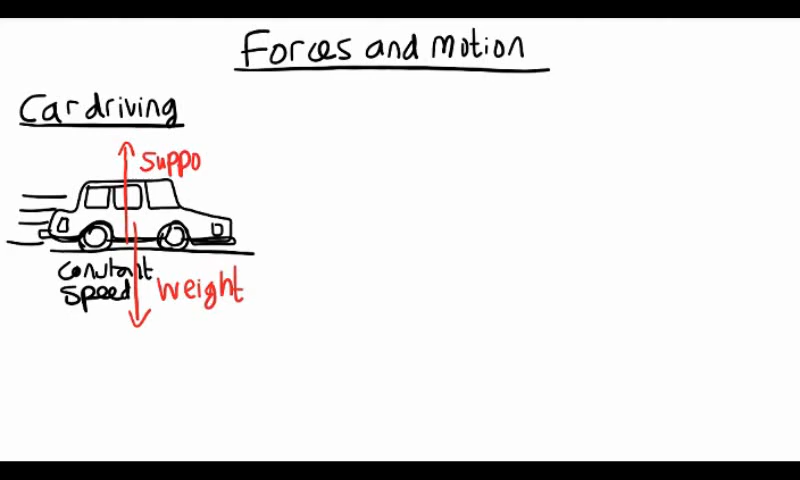 Forces and motion
Car driving
Suppo
constant
speed
weight